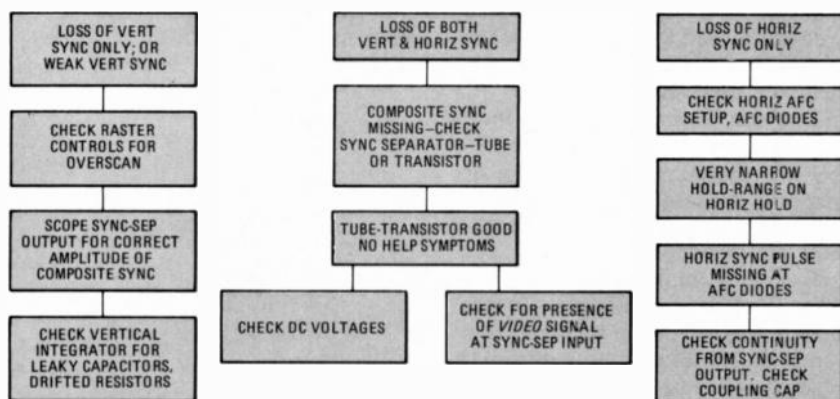 LOSS OF VERT
SYNC ONLY; OR
WEAK VERT SYNC
CHECK RASTER
CONTROLS FOR
OVERSCAN
SCOPE SYNC-SEP
OUTPUT FOR CORRECT
AMPLITUDE OF
COMPOSITE SYNC
CHECK VERTICAL
INTEGRATOR FOR
LEAKY CAPACITORS,
DRIFTED RESISTORS
LOSS OF BOTH
VERT & HORIZ SYNC
COMPOSITE SYNC
MISSING–CHECK
SYNC SEPARATOR–TUBE
OR TRANSISTOR
TUBE-TRANSISTOR GOOD
NO HELP SYMPTOMS
CHECK DC VOLTAGES
CHECK FOR PRESENCE
OF VIDEO SIGNAL
AT SYNC-SEP INPUT
LOSS OF HORIZ
SYNC ONLY
CHECK HORIZ AFC
SETUP, AFC DIODES
VERY NARROW
HOLD-RANGE ON
HORIZ HOLD
HORIZ SYNC PULSE
MISSING AT
AFC DIODES
CHECK CONTINUITY
FROM SYNC-SEP
OUTPUT. CHECK
COUPLING CAP